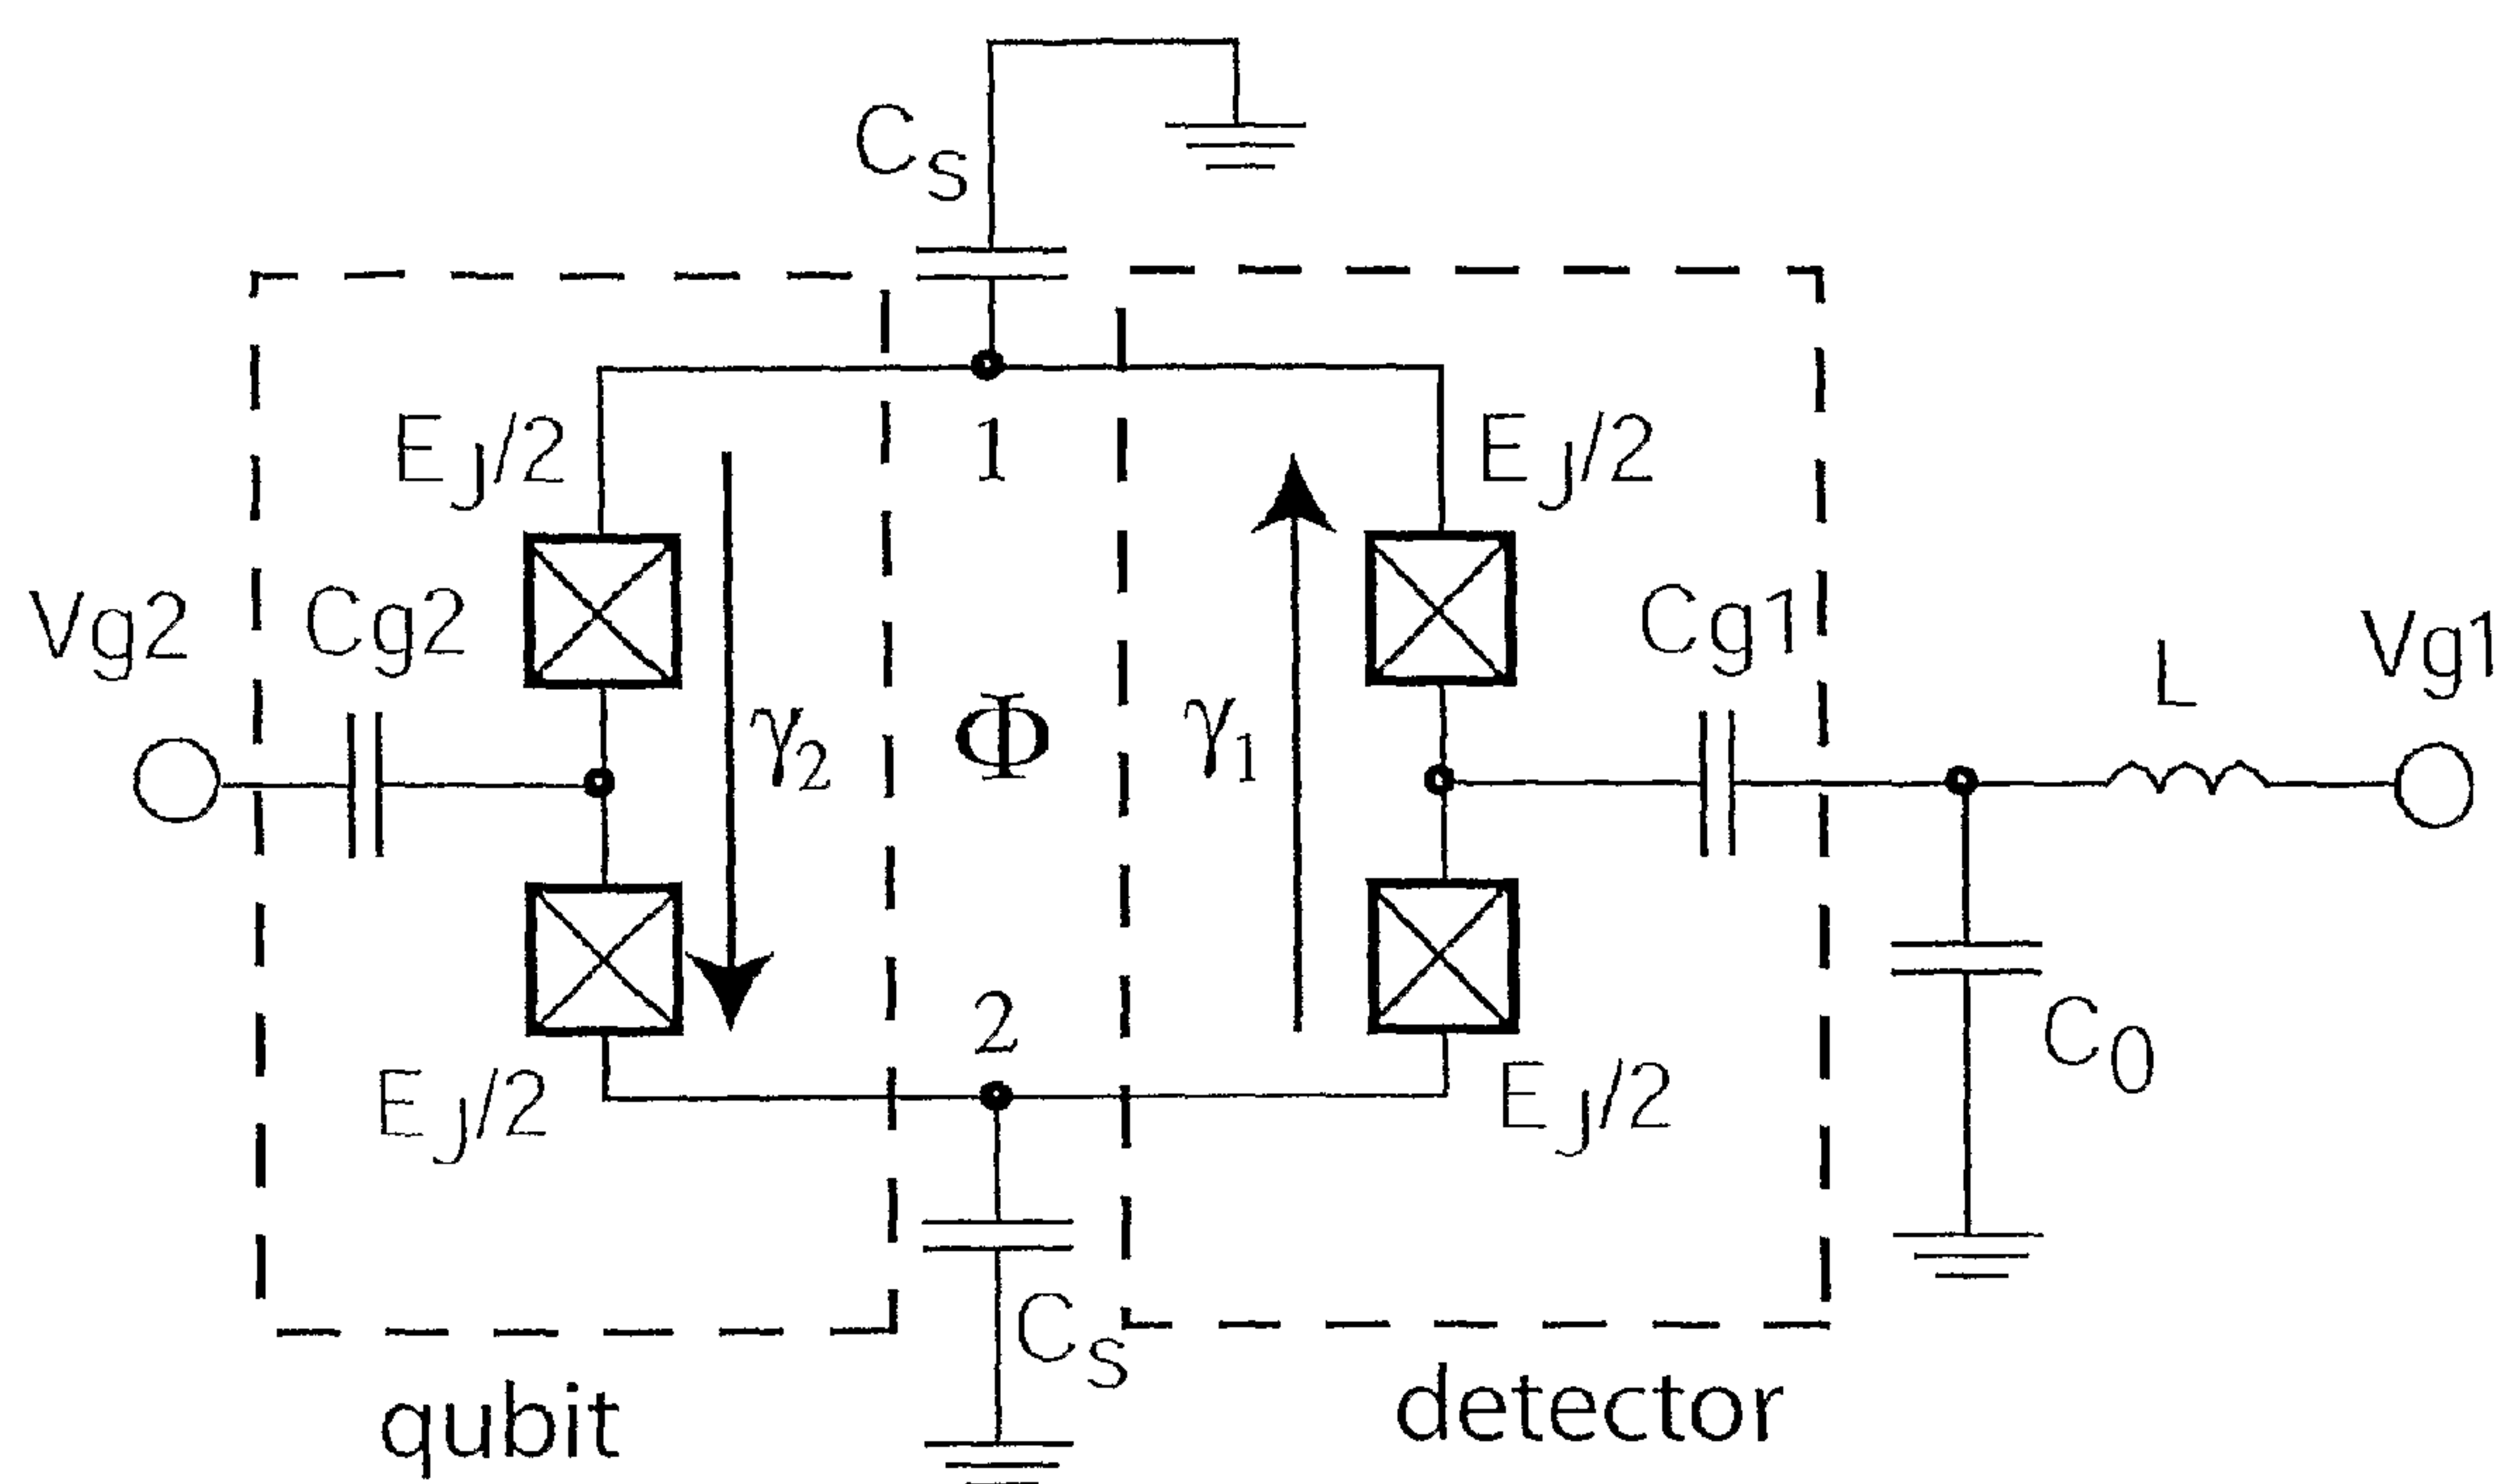 Cs
EJ/2
1
EJ/2
Vg2
Cg2
γ2
Φ
γ1
Cg1
L
Vg1
EJ/2
2
EJ/2
C0
Cs
qubit
detector